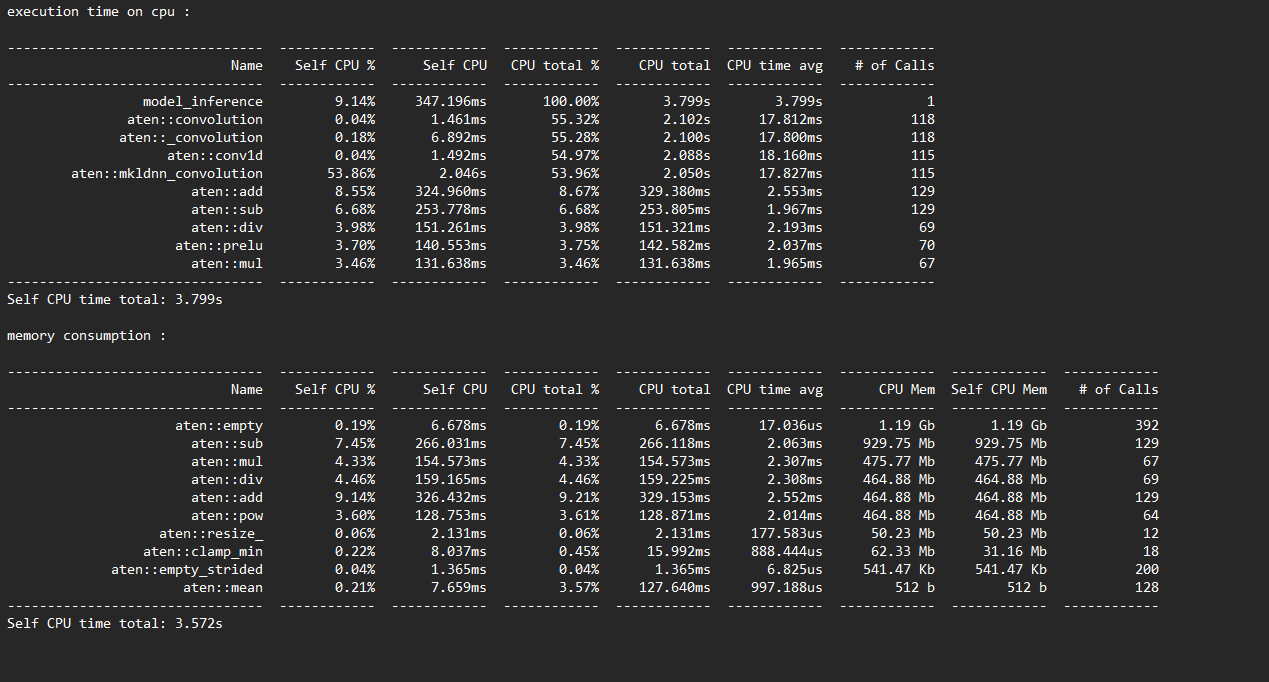 execution time on cpu :
-------------------------------- ------------ ------------ ------------ ------------ ------------ ------------
Name Self CPU % Self CPU CPU total % CPU total CPU time avg # of Calls
-------------------------------- ------------ ------------ ------------ ------------ ------------ ------------
model_inference 9.14% 347.196ms 100.00% 3.799s 3.799s 1
aten::convolution 0.04% 1.461ms 55.32% 2.102s 17.812ms 118
aten::_convolution 0.18% 6.892ms 55.28% 2.100s 17.800ms 118
aten::conv1d 0.04% 1.492ms 54.97% 2.088s 18.160ms 115
aten::mkldnn_convolution 53.86% 2.046s 53.96% 2.050s 17.827ms 115
aten::add 8.55% 324.960ms 8.67% 329.380ms 2.553ms 129
aten::sub 6.68% 253.778ms 6.68% 253.805ms 1.967ms 129
aten::div 3.98% 151.261ms 3.98% 151.321ms 2.193ms 69
aten::prelu 3.70% 140.553ms 3.75% 142.582ms 2.037ms 70
aten::mul 3.46% 131.638ms 3.46% 131.638ms 1.965ms 67
-------------------------------- ------------ ------------ ------------ ------------ ------------ ------------
Self CPU time total: 3.799s
memory consumption :
-------------------------------- ------------ ------------ ------------ ------------ ------------ ------------ ------------ ------------
Name Self CPU % Self CPU CPU total % CPU total CPU time avg CPU Mem Self CPU Mem # of Calls
-------------------------------- ------------ ------------ ------------ ------------ ------------ ------------ ------------ ------------
aten::empty 0.19% 6.678ms 0.19% 6.678ms 17.036us 1.19 Gb 1.19 Gb 392
aten::sub 7.45% 266.031ms 7.45% 266.118ms 2.063ms 929.75 Mb 929.75 Mb 129
aten::mul 4.33% 154.573ms 4.33% 154.573ms 2.307ms 475.77 Mb 475.77 Mb 67
aten::div 4.46% 159.165ms 4.46% 159.225ms 2.308ms 464.88 Mb 464.88 Mb 69
aten::add 9.14% 326.432ms 9.21% 329.153ms 2.552ms 464.88 Mb 464.88 Mb 129
aten::pow 3.60% 128.753ms 3.61% 128.871ms 2.014ms 464.88 Mb 464.88 Mb 64
aten::resize_ 0.06% 2.131ms 0.06% 2.131ms 177.583us 50.23 Mb 50.23 Mb 12
aten::clamp_min 0.22% 8.037ms 0.45% 15.992ms 888.444us 62.33 Mb 31.16 Mb 18
aten::empty_strided 0.04% 1.365ms 0.04% 1.365ms 6.825us 541.47 Kb 541.47 Kb 200
aten::mean 0.21% 7.659ms 3.57% 127.640ms 997.188us 512 b 512 b 128
-------------------------------- ------------ ------------ ------------ ------------ ------------ ------------ ------------ ------------
Self CPU time total: 3.572s